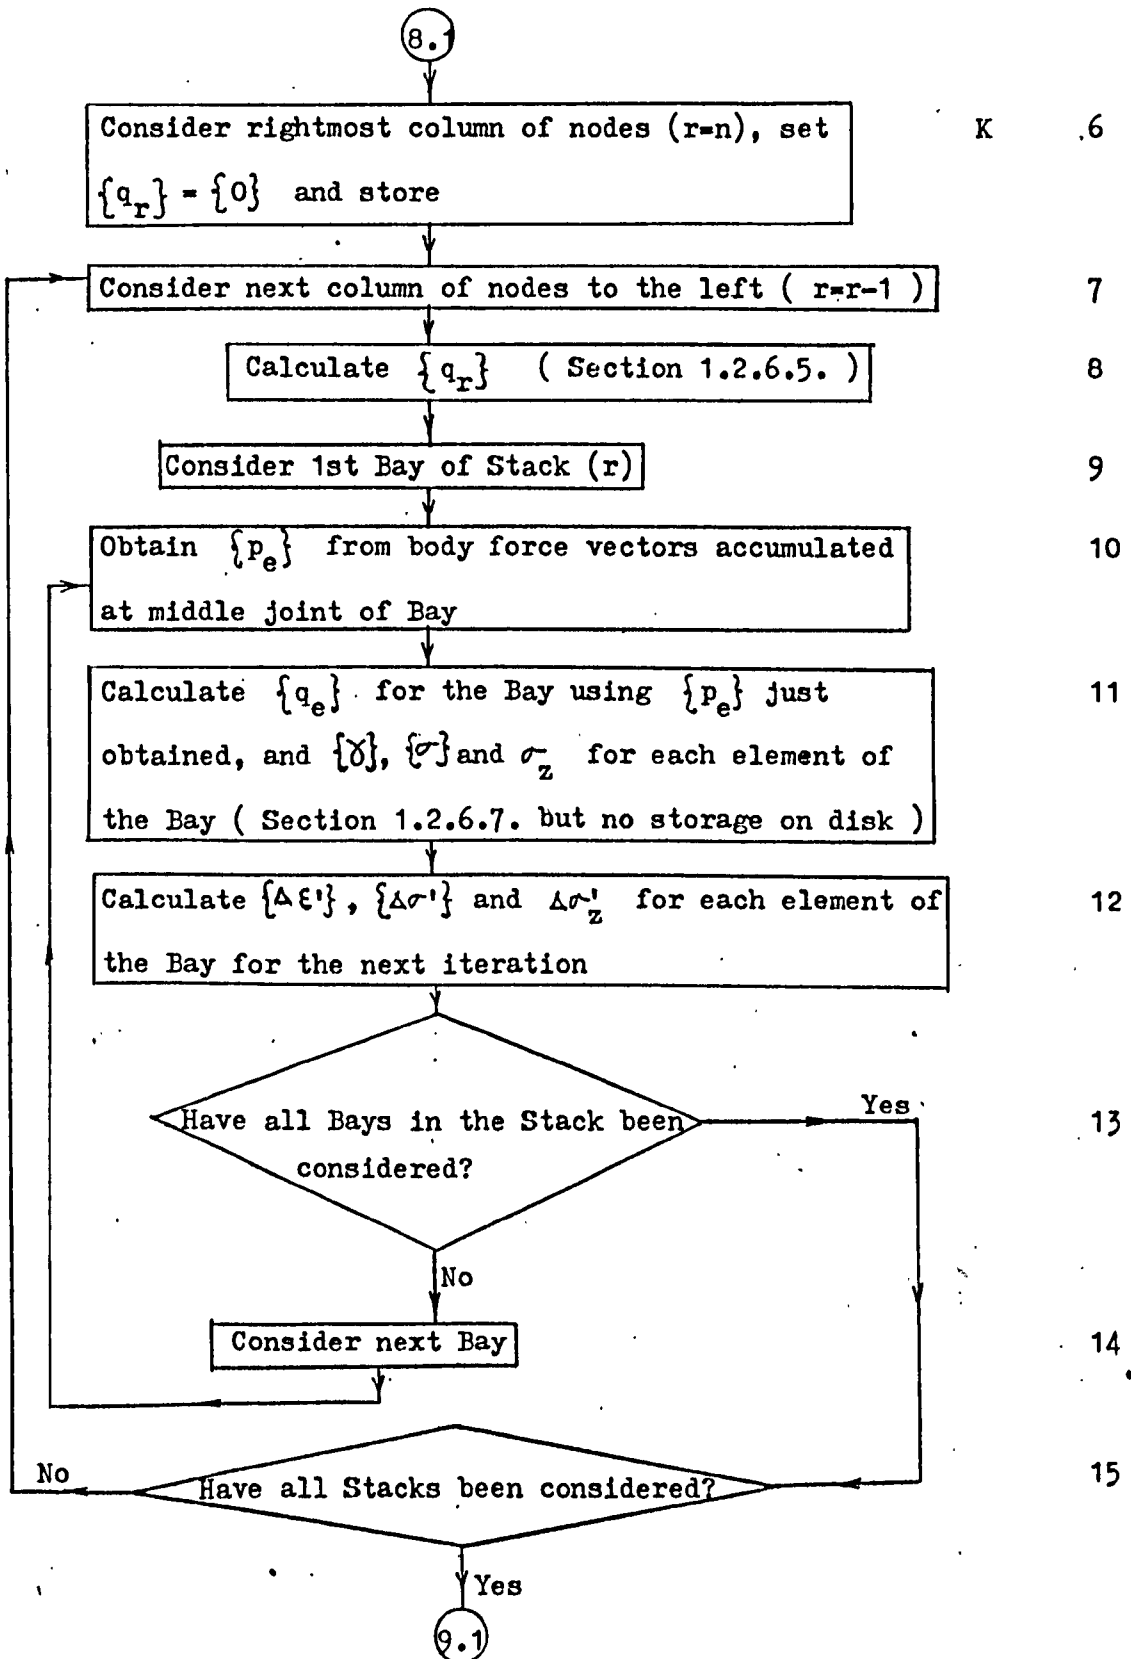 8.1
Consider rightmost column of nodes (r=n), set K .6
{q_r} = {0} and store
Consider next column of nodes to the left ( r=r-1 ) 7
Calculate {q_r} ( Section 1.2.6.5. ) 8
Consider 1st Bay of Stack (r) 9
Obtain {p_e} from body force vectors accumulated 10
at middle joint of Bay
Calculate {q_e} for the Bay using {p_e} just 11
obtained, and {γ}, {σ} and σ_z for each element of
the Bay ( Section 1.2.6.7. but no storage on disk )
Calculate {Δε'}, {Δσ'} and Δσ'_z for each element of 12
the Bay for the next iteration
Have all Bays in the Stack been Yes 13
considered?
No
Consider next Bay 14
No Have all Stacks been considered? 15
Yes
9.1